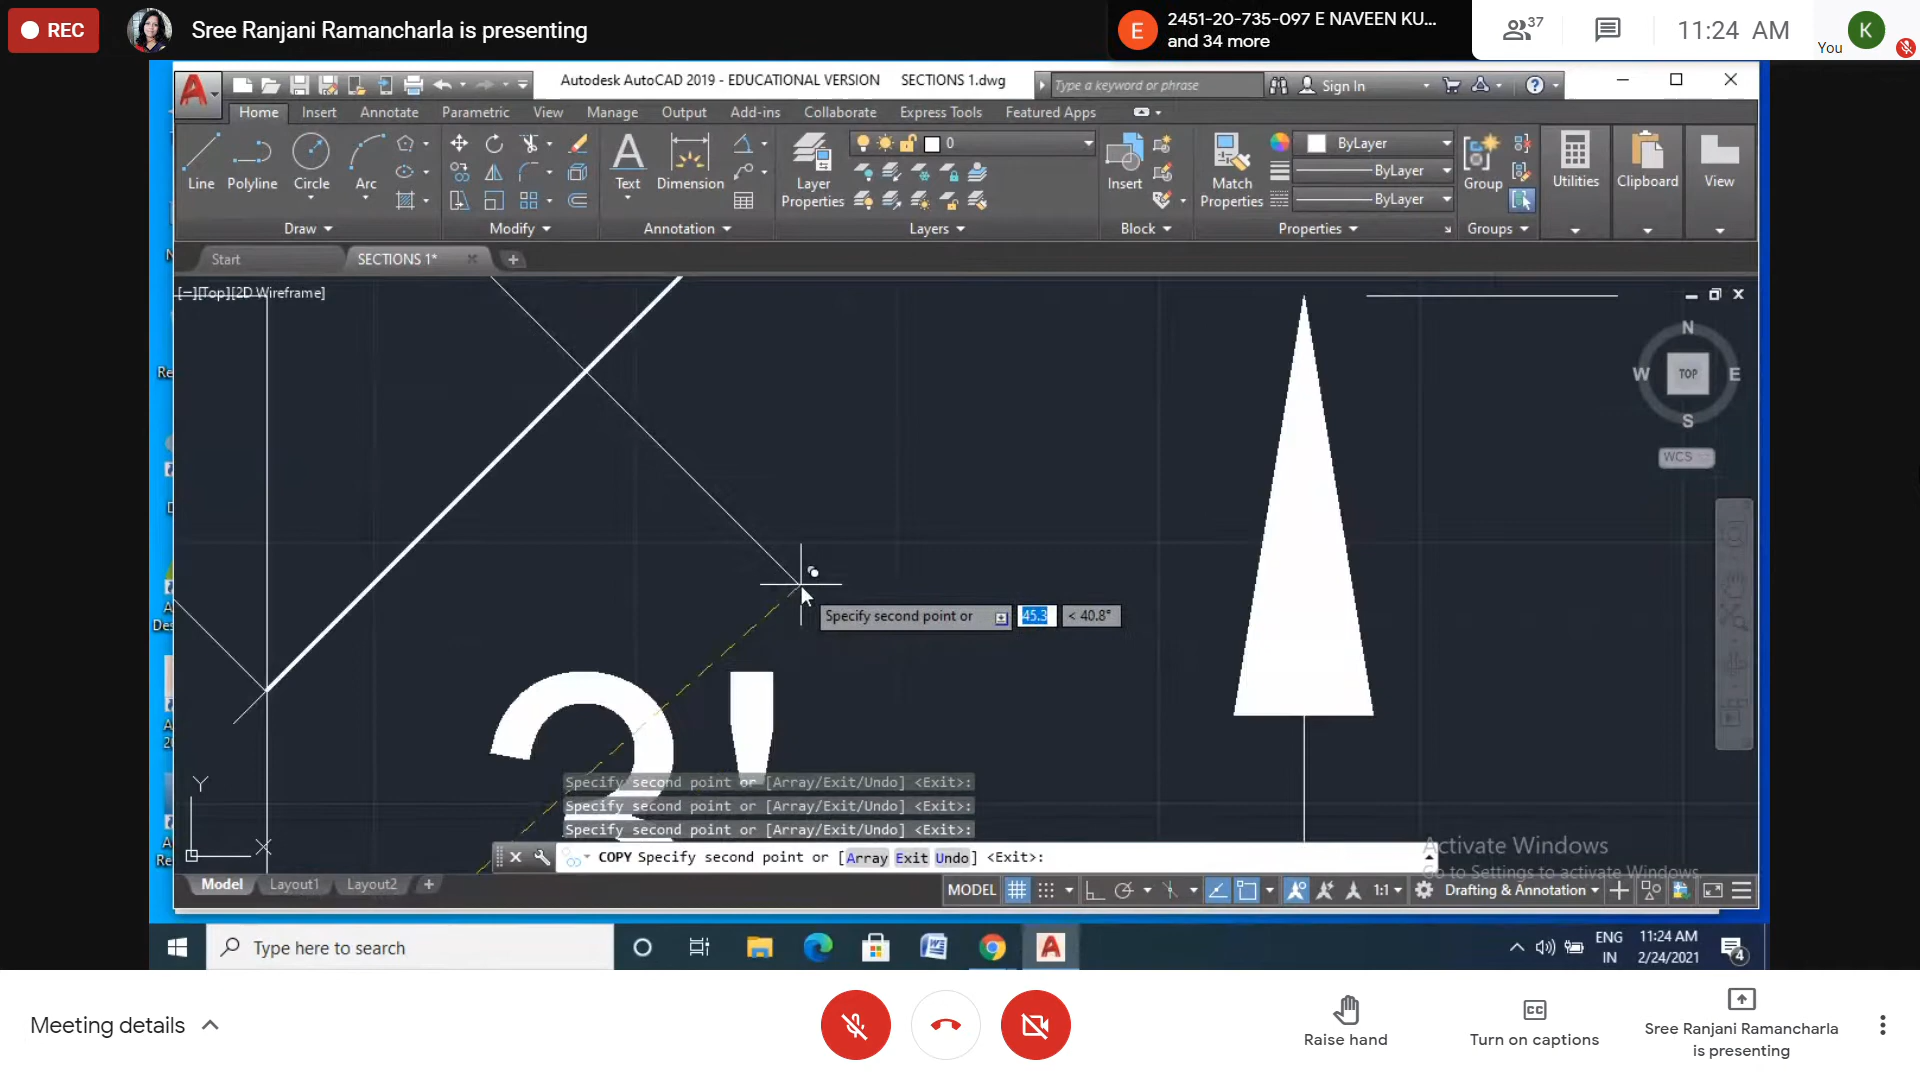 REC
Sree Ranjani Ramancharla is presenting
E
2451-20-735-097 E NAVEEN KU...
and 34 more
37
11:24 AM
You
K
Autodesk AutoCAD 2019 - EDUCATIONAL VERSION SECTIONS 1.dwg
Type a keyword or phrase
Sign In
Home Insert Annotate Parametric View Manage Output Add-ins Collaborate Express Tools Featured Apps
0
ByLayer
ByLayer
ByLayer
Line Polyline Circle Arc
Text Dimension
Layer
Properties
Insert
Match
Properties
Group
Utilities Clipboard View
Draw Modify Annotation Layers Block Properties Groups
Start SECTIONS 1*
[−][Top][2D Wireframe]
N
W TOP E
S
WCS
Specify second point or 45.3 < 40.8°
2'
Specify second point or [Array/Exit/Undo] <Exit>:
Specify second point or [Array/Exit/Undo] <Exit>:
Specify second point or [Array/Exit/Undo] <Exit>:
Y
X
COPY Specify second point or [Array Exit Undo] <Exit>:
Activate Windows
Go to Settings to activate Windows.
Model Layout1 Layout2 +
MODEL 1:1 Drafting & Annotation
Type here to search
ENG
IN
11:24 AM
2/24/2021
4
Meeting details
Raise hand
Turn on captions
Sree Ranjani Ramancharla
is presenting